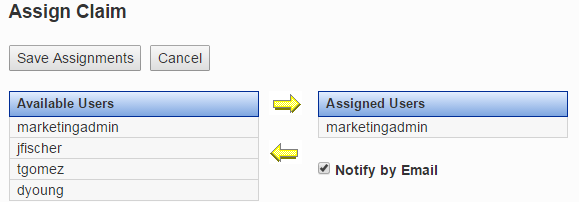 Assign Claim
Save Assignments Cancel
Available Users
marketingadmin
jfischer
tgomez
dyoung
Assigned Users
marketingadmin
Notify by Email